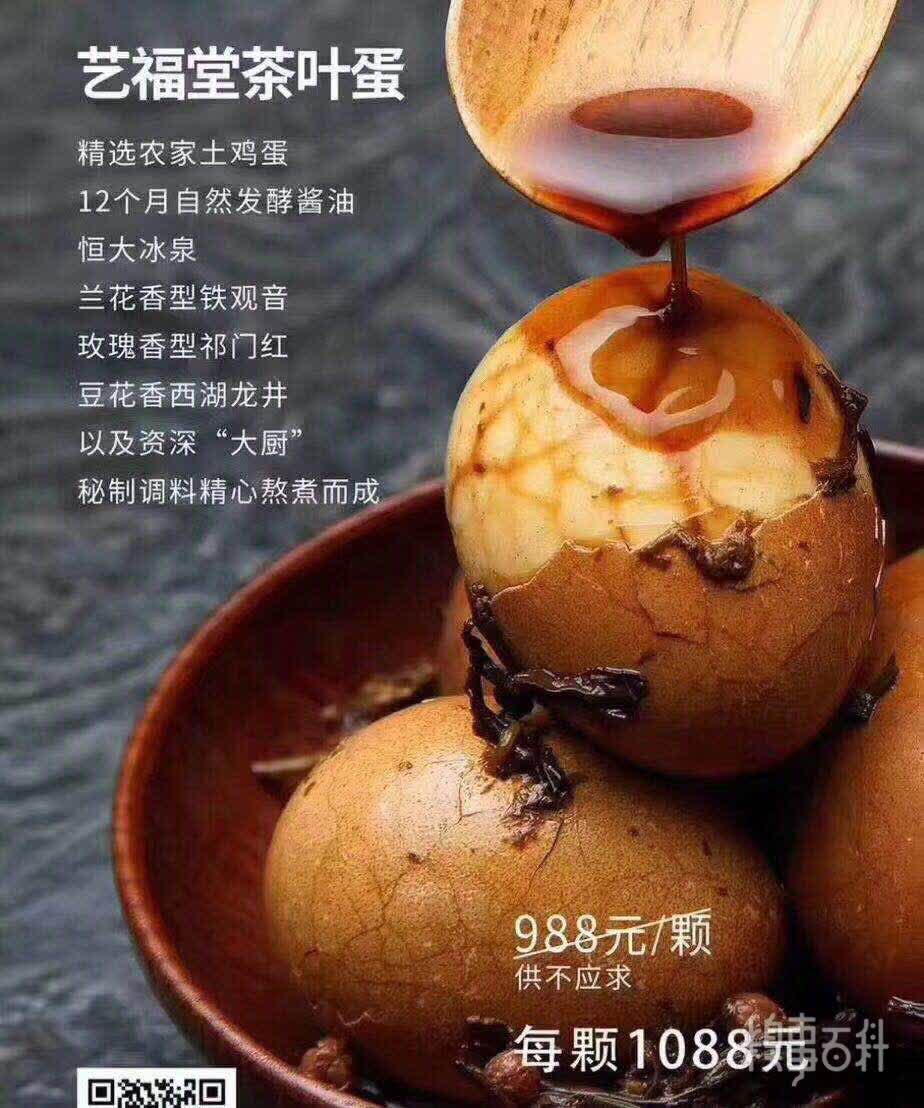 艺福堂茶叶蛋
精选农家土鸡蛋
12个月自然发酵酱油
恒大冰泉
兰花香型铁观音
玫瑰香型祁门红
豆花香西湖龙井
以及资深“大厨”
秘制调料精心熬煮而成
988元/颗
供不应求
每颗1088元